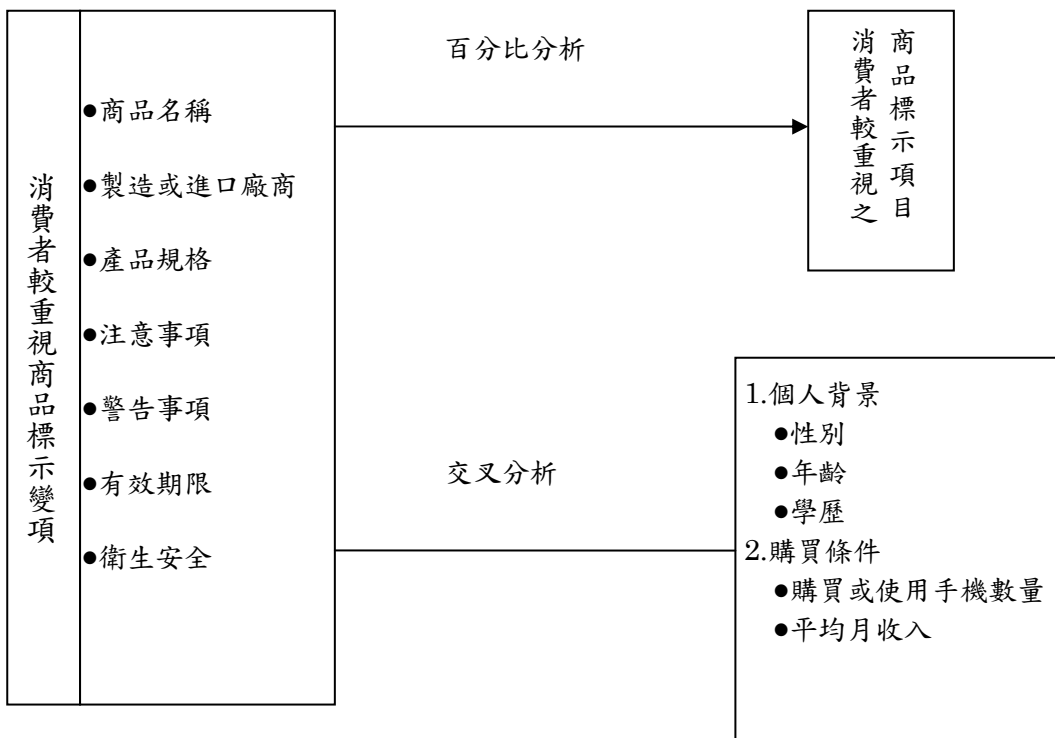 消費者較重視商品標示變項
●商品名稱
●製造或進口廠商
●產品規格
●注意事項
●警告事項
●有效期限
●衛生安全
百分比分析
消費者較重視之
商品標示項目
交叉分析
1.個人背景
●性別
●年齡
●學歷
2.購買條件
●購買或使用手機數量
●平均月收入